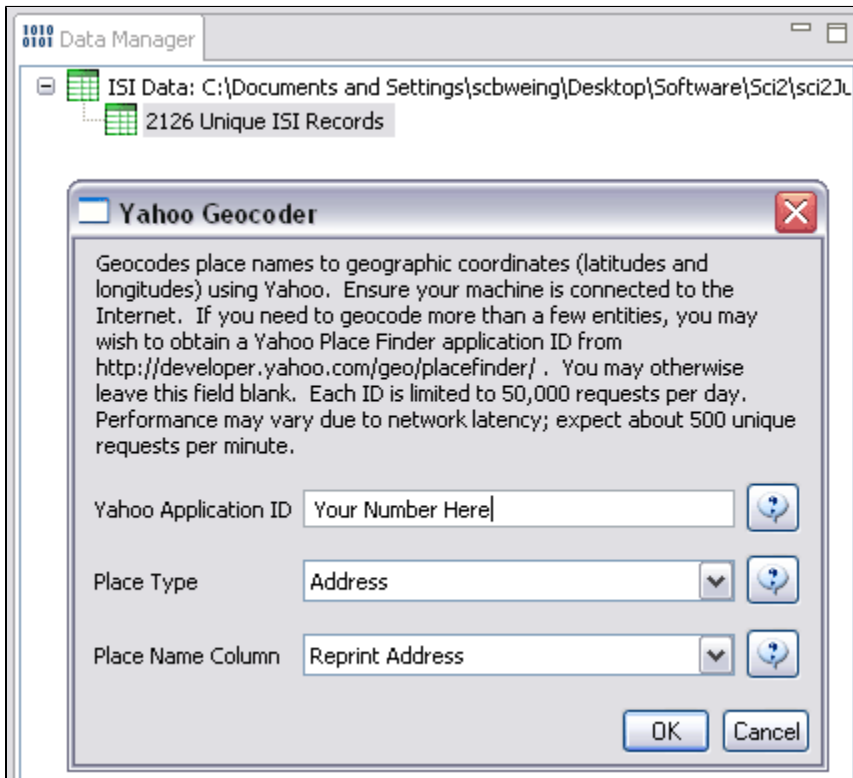 1010
0101 Data Manager
ISI Data: C:\Documents and Settings\scbweing\Desktop\Software\Sci2\sci2Ju
2126 Unique ISI Records
Yahoo Geocoder
Geocodes place names to geographic coordinates (latitudes and
longitudes) using Yahoo. Ensure your machine is connected to the
Internet. If you need to geocode more than a few entities, you may
wish to obtain a Yahoo Place Finder application ID from
http://developer.yahoo.com/geo/placefinder/ . You may otherwise
leave this field blank. Each ID is limited to 50,000 requests per day.
Performance may vary due to network latency; expect about 500 unique
requests per minute.
Yahoo Application ID Your Number Here
Place Type Address
Place Name Column Reprint Address
OK Cancel